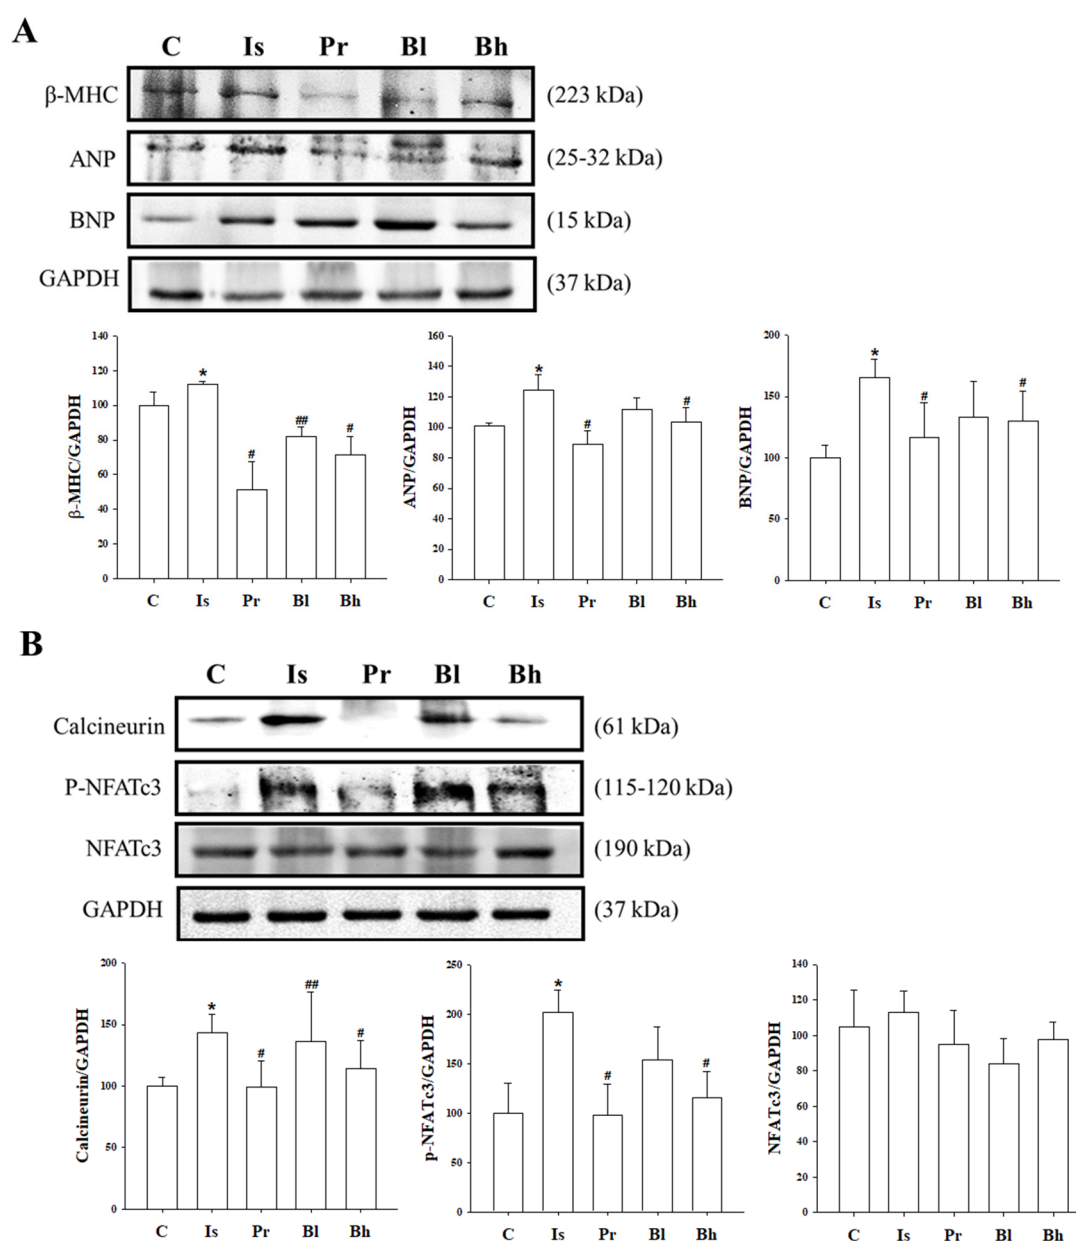 A
C Is Pr Bl Bh
β-MHC (223 kDa)
ANP (25-32 kDa)
BNP (15 kDa)
GAPDH (37 kDa)
β-MHC/GAPDH
140
120
100
80
60
40
20
0
* # ## #
C Is Pr Bl Bh
ANP/GAPDH
160
140
120
100
80
60
40
20
0
* # #
C Is Pr Bl Bh
BNP/GAPDH
200
150
100
50
0
* # #
C Is Pr Bl Bh
B
C Is Pr Bl Bh
Calcineurin (61 kDa)
P-NFATc3 (115-120 kDa)
NFATc3 (190 kDa)
GAPDH (37 kDa)
Calcineurin/GAPDH
200
150
100
50
0
* # ## #
C Is Pr Bl Bh
p-NFATc3/GAPDH
250
200
150
100
50
0
* # #
C Is Pr Bl Bh
NFATc3/GAPDH
140
120
100
80
60
40
20
0
C Is Pr Bl Bh